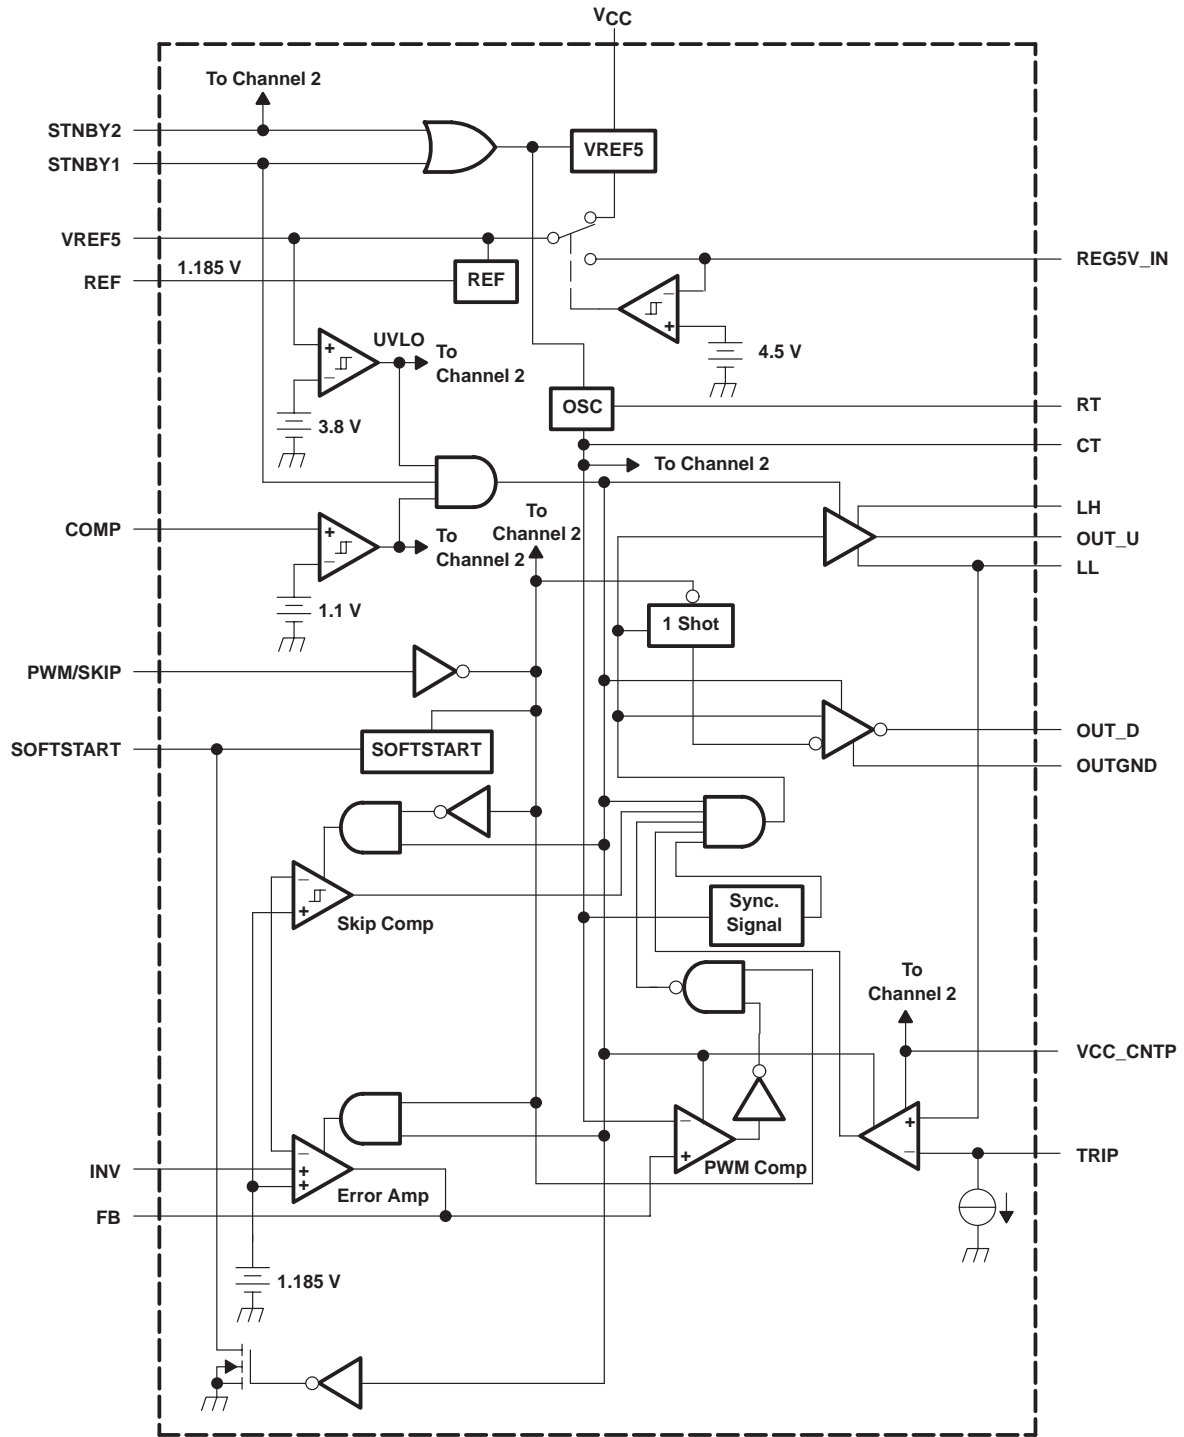 VCC
To Channel 2
STNBY2
STNBY1
VREF5
VREF5
REG5V_IN
1.185 V
REF
REF
+
−
UVLO
To
Channel 2
3.8 V
−
+
4.5 V
OSC
RT
CT
To Channel 2
COMP
+
−
To
Channel 2
1.1 V
To
Channel 2
LH
OUT_U
LL
1 Shot
PWM/SKIP
SOFTSTART
SOFTSTART
OUT_D
OUTGND
−
+
Skip Comp
Sync.
Signal
To
Channel 2
VCC_CNTP
−
+
PWM Comp
+
−
TRIP
INV
−
+
+
Error Amp
FB
1.185 V